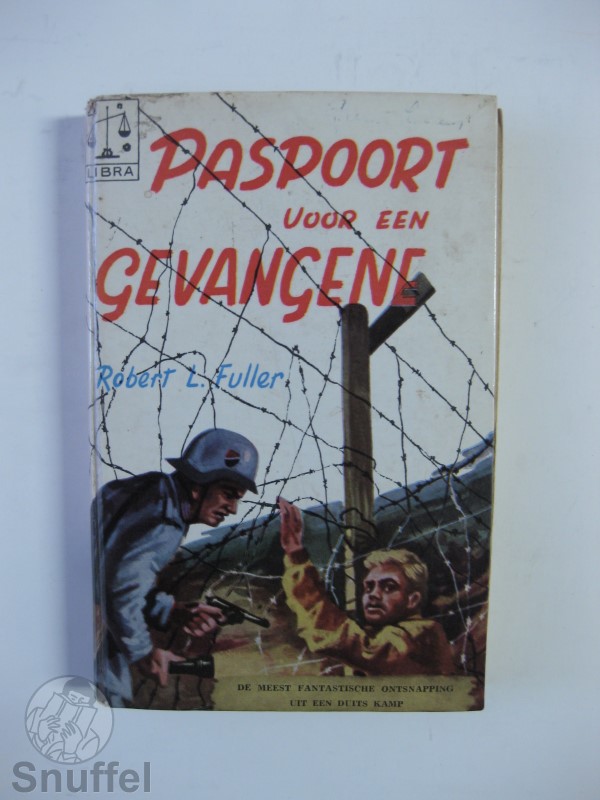 LIBRA
PASPOORT
VOOR EEN
GEVANGENE
Robert L. Fuller
DE MEEST FANTASTISCHE ONTSNAPPING
UIT EEN DUITS KAMP
Snuffel